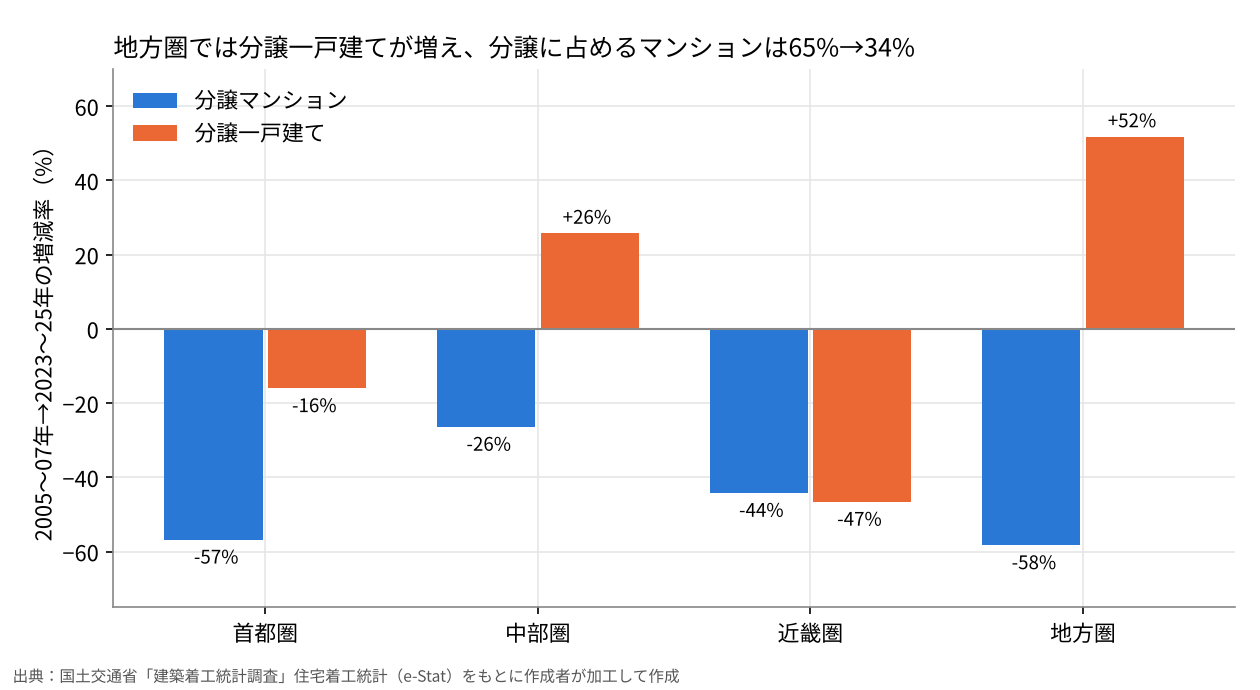 地方圏では分譲一戸建てが増え、分譲に占めるマンションは65%→34%
分譲マンション
分譲一戸建て
2005〜07年→2023〜25年の増減率（%）
60
40
20
0
−20
−40
−60
-57%
-16%
-26%
+26%
-44%
-47%
-58%
+52%
首都圏
中部圏
近畿圏
地方圏
出典：国土交通省「建築着工統計調査」住宅着工統計（e-Stat）をもとに作成者が加工して作成